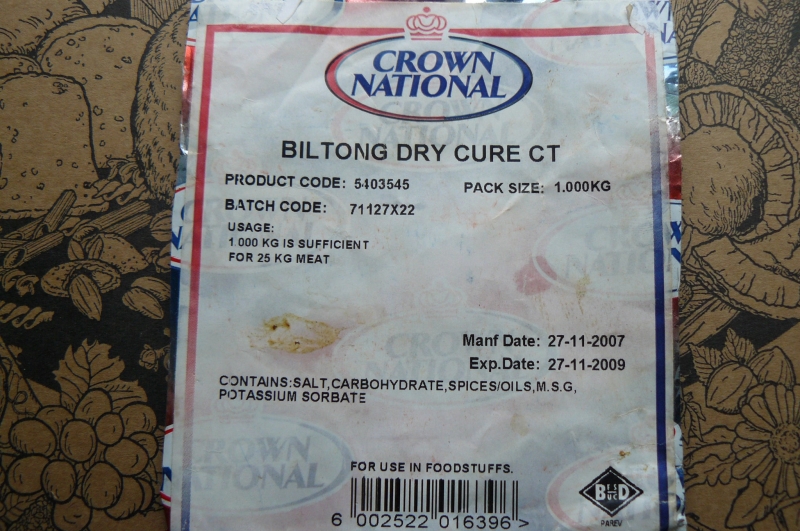 CROWN
NATIONAL
BILTONG DRY CURE CT
PRODUCT CODE: 5403545 PACK SIZE: 1.000KG
BATCH CODE: 71127X22
USAGE:
1.000 KG IS SUFFICIENT
FOR 25 KG MEAT
Manf Date: 27-11-2007
Exp.Date: 27-11-2009
CONTAINS:SALT,CARBOHYDRATE,SPICES/OILS,M.S.G,
POTASSIUM SORBATE
CROWN
NATIONAL
FOR USE IN FOODSTUFFS.
6 002522 016396 >
PAREV